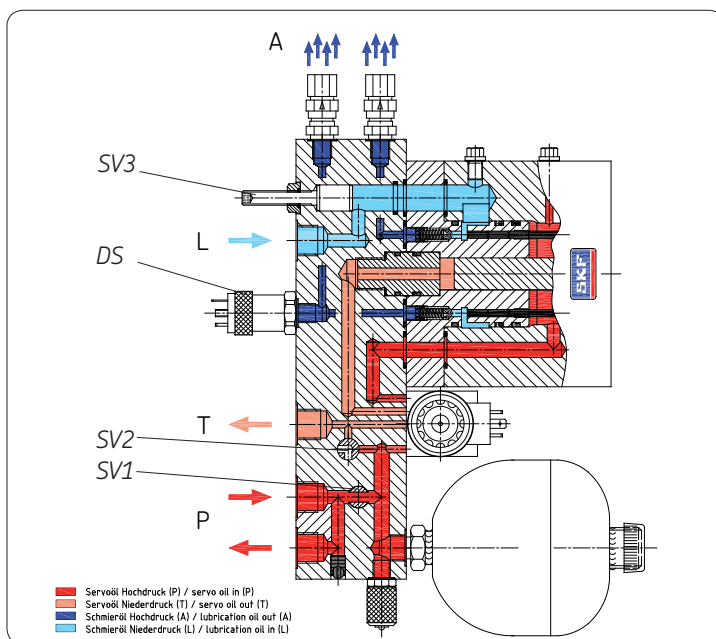 A
SV3
L
DS
SKF
T
SV2
SV1
P
Servoöl Hochdruck (P) / servo oil in (P)
Servoöl Niederdruck (T) / servo oil out (T)
Schmieröl Hochdruck (A) / lubrication oil out (A)
Schmieröl Niederdruck (L) / lubrication oil in (L)